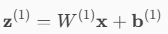 𝐳⁽¹⁾ = W⁽¹⁾𝐱 + 𝐛⁽¹⁾